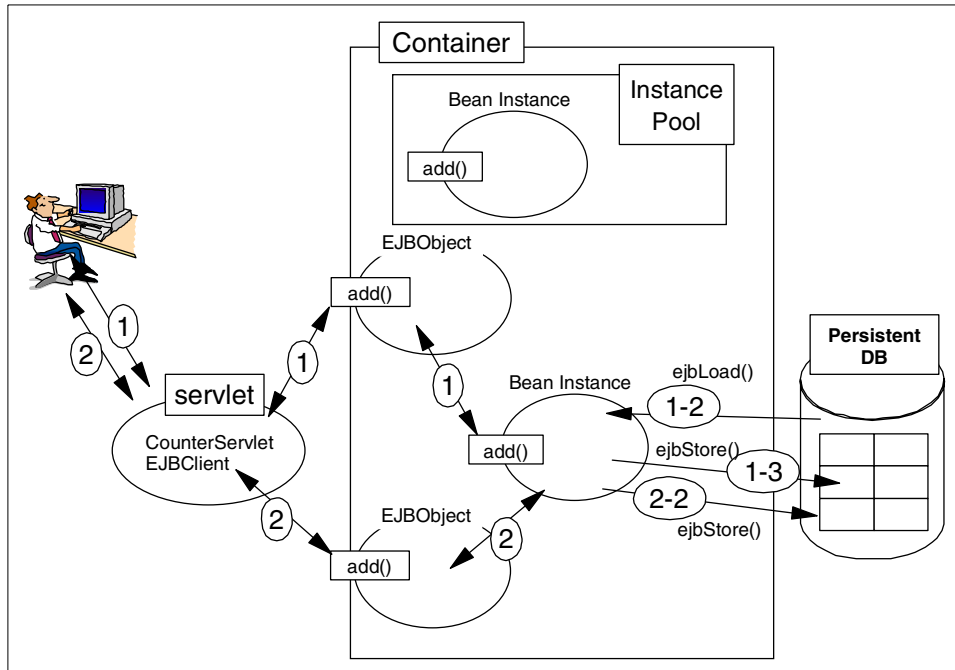 Container
Instance
Pool
Bean Instance
add()
EJBObject
add()
1
2
1
1
servlet
CounterServlet
EJBClient
Bean Instance
add()
Persistent
DB
ejbLoad()
1-2
ejbStore()
1-3
2-2
ejbStore()
2
EJBObject
2
add()